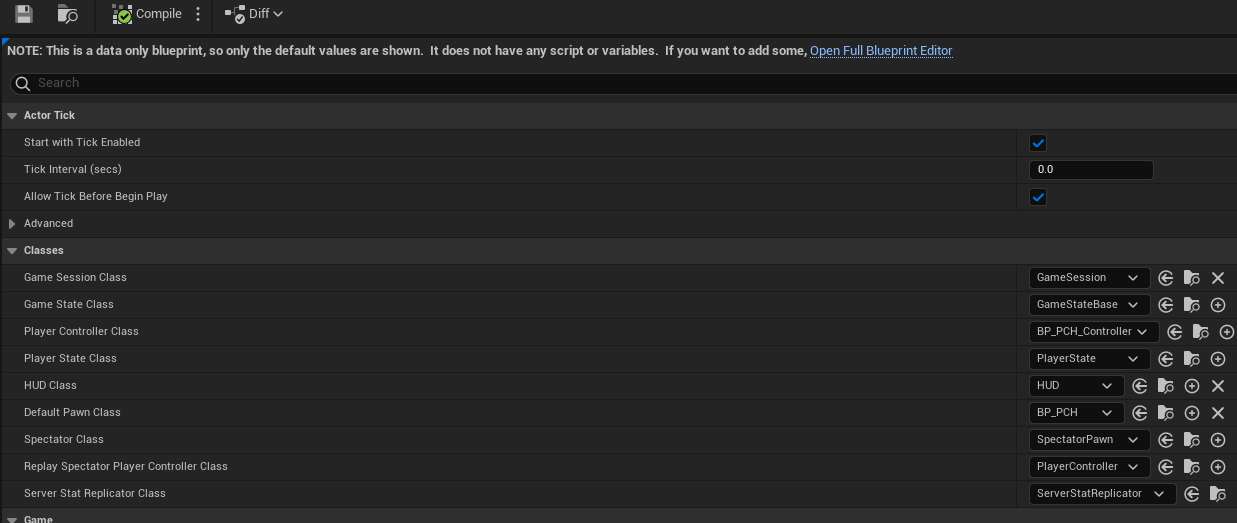 Compile Diff
NOTE: This is a data only blueprint, so only the default values are shown.  It does not have any script or variables.  If you want to add some, Open Full Blueprint Editor
Search
Actor Tick
Start with Tick Enabled
Tick Interval (secs) 0.0
Allow Tick Before Begin Play
Advanced
Classes
Game Session Class GameSession
Game State Class GameStateBase
Player Controller Class BP_PCH_Controller
Player State Class PlayerState
HUD Class HUD
Default Pawn Class BP_PCH
Spectator Class SpectatorPawn
Replay Spectator Player Controller Class PlayerController
Server Stat Replicator Class ServerStatReplicator
Game